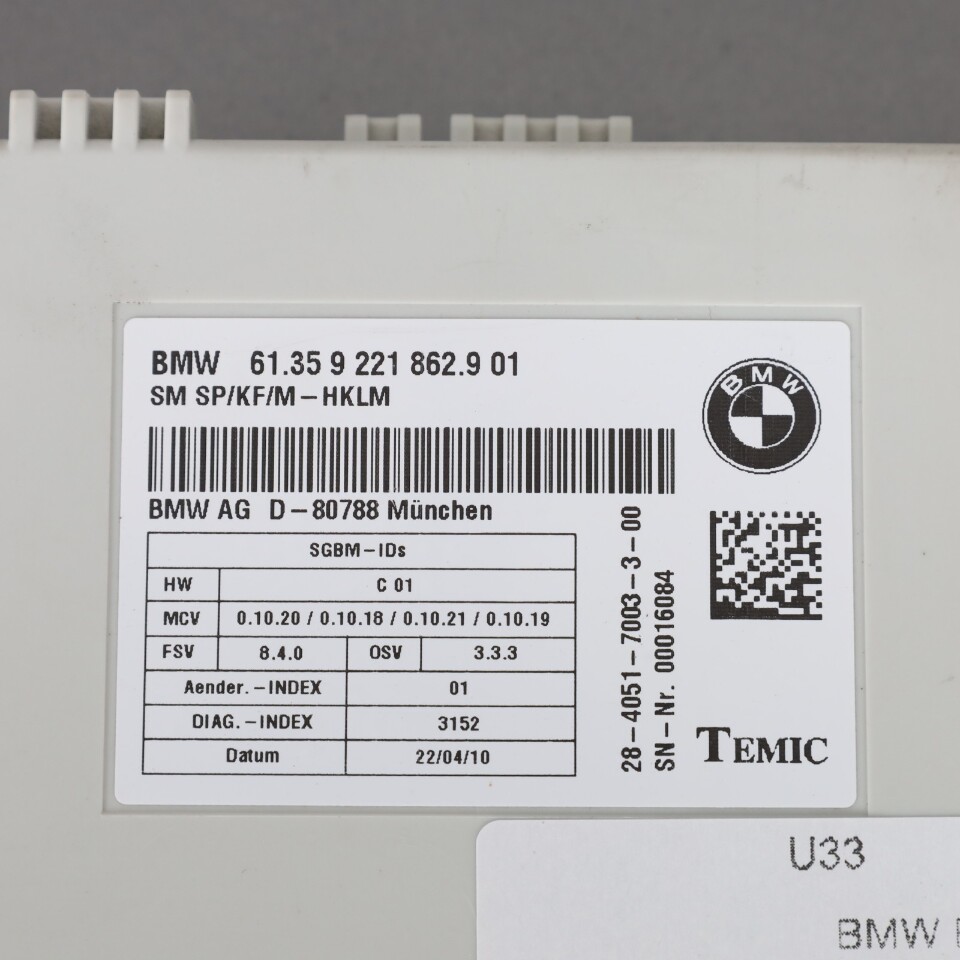 BMW 61.35 9 221 862.9 01
SM SP/KF/M-HKLM
BMW
BMW AG D-80788 München
SGBM-IDs
HW C 01
MCV 0.10.20 / 0.10.18 / 0.10.21 / 0.10.19
FSV 8.4.0 OSV 3.3.3
Aender.-INDEX 01
DIAG.-INDEX 3152
Datum 22/04/10
28-4051-7003-3-00
SN-Nr. 00016084
TEMIC
U33
BMW